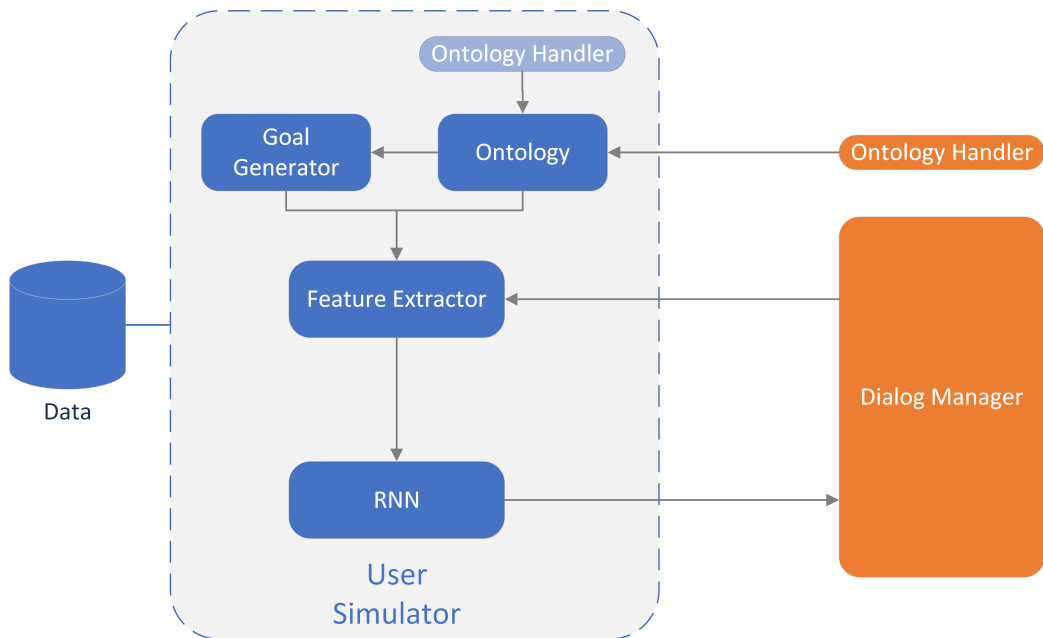 Ontology Handler
Goal
Generator
Ontology
Ontology Handler
Feature Extractor
Data
Dialog Manager
RNN
User
Simulator